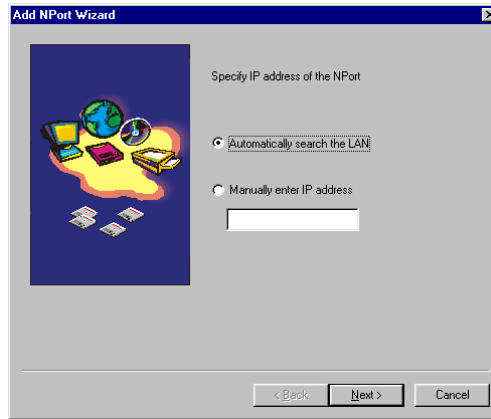 Add NPort Wizard
Specify IP address of the NPort
Automatically search the LAN
Manually enter IP address
< Back
Next >
Cancel